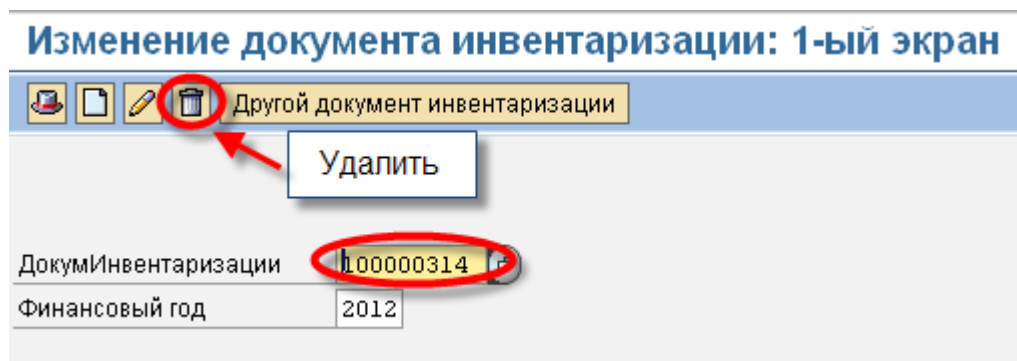 Изменение документа инвентаризации: 1-ый экран
Другой документ инвентаризации
Удалить
ДокумИнвентаризации 100000314
Финансовый год 2012